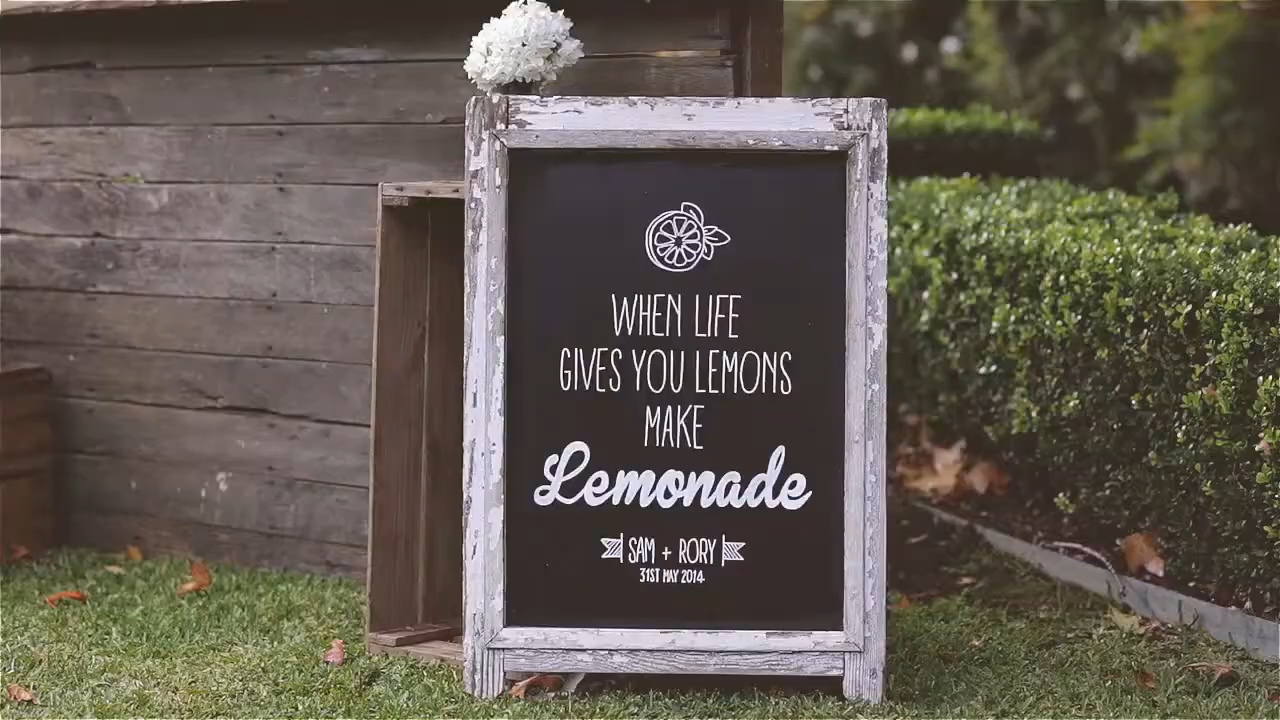 WHEN LIFE
GIVES YOU LEMONS
MAKE
Lemonade
SAM + RORY
31ST MAY 2014